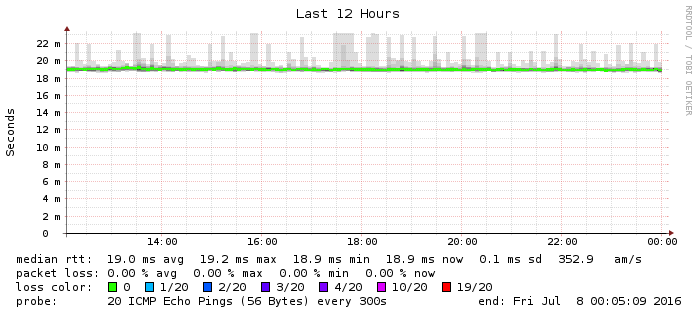 Last 12 Hours
RRDTOOL / TOBI OETIKER
Seconds
22 m
20 m
18 m
16 m
14 m
12 m
10 m
8 m
6 m
4 m
2 m
0
14:00 16:00 18:00 20:00 22:00 00:00
median rtt: 19.0 ms avg 19.2 ms max 18.9 ms min 18.9 ms now 0.1 ms sd 352.9 am/s
packet loss: 0.00 % avg 0.00 % max 0.00 % min 0.00 % now
loss color: 0 1/20 2/20 3/20 4/20 10/20 19/20
probe: 20 ICMP Echo Pings (56 Bytes) every 300s end: Fri Jul 8 00:05:09 2016